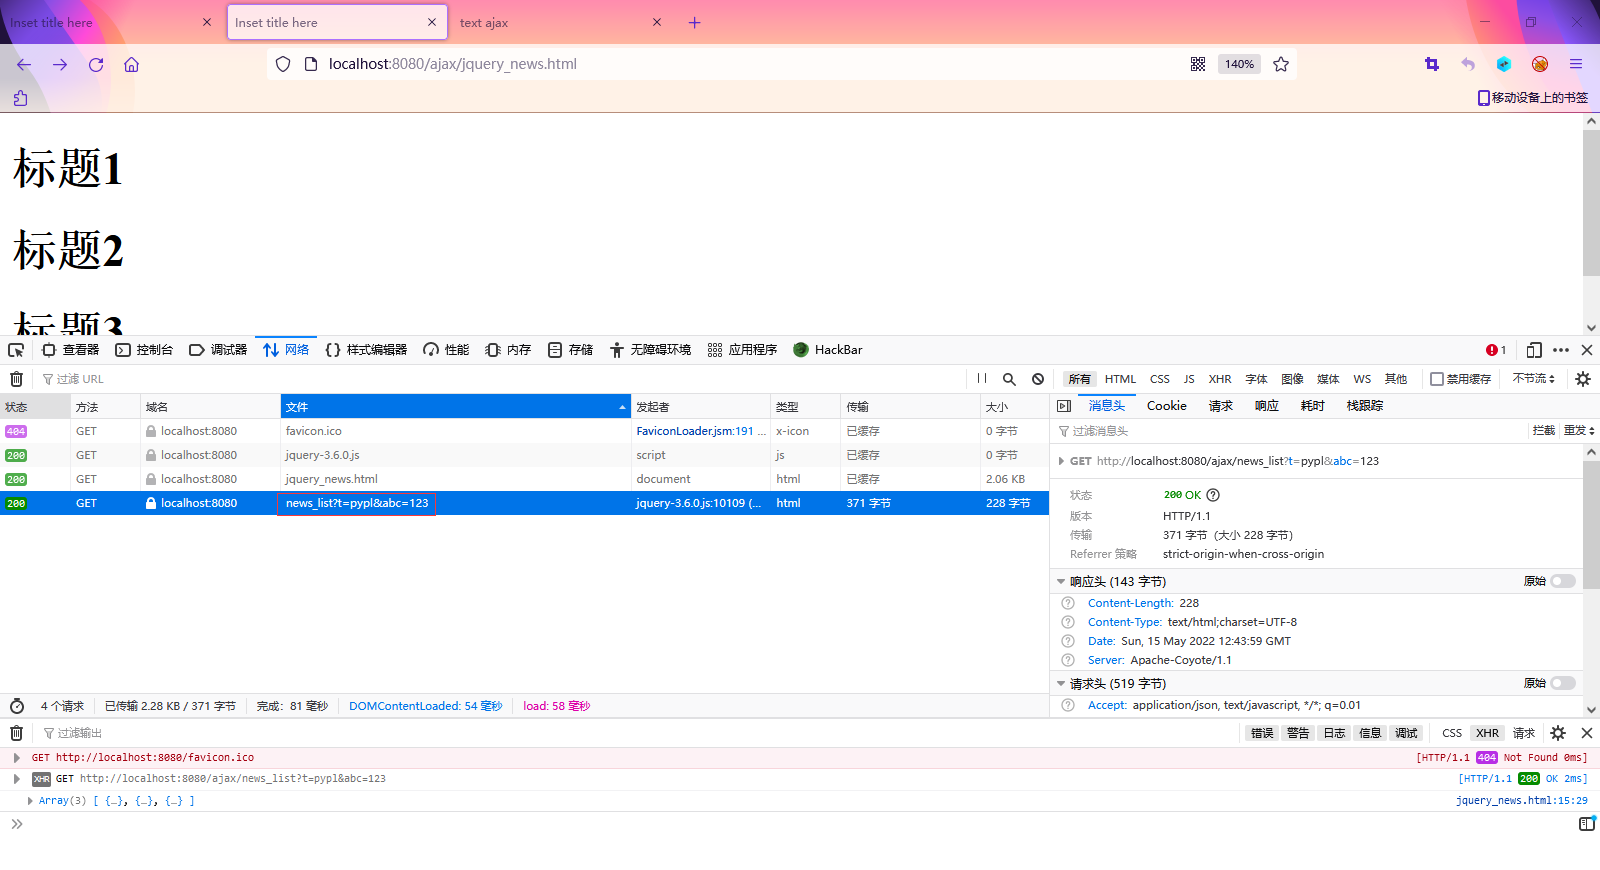 Inset title here
Inset title here
text ajax
localhost:8080/ajax/jquery_news.html
140%
移动设备上的书签
标题1
标题2
标题3
查看器 控制台 调试器 网络 样式编辑器 性能 内存 存储 无障碍环境 应用程序 HackBar 1
过滤 URL
所有 HTML CSS JS XHR 字体 图像 媒体 WS 其他 禁用缓存 不节流
状态 方法 域名 文件 发起者 类型 传输 大小
404 GET localhost:8080 favicon.ico FaviconLoader.jsm:191 ... x-icon 已缓存 0 字节
200 GET localhost:8080 jquery-3.6.0.js script js 已缓存 0 字节
200 GET localhost:8080 jquery_news.html document html 已缓存 2.06 KB
200 GET localhost:8080 news_list?t=pypl&abc=123 jquery-3.6.0.js:10109 (... html 371 字节 228 字节
消息头 Cookie 请求 响应 耗时 栈跟踪
过滤消息头 拦截 重发
GET http://localhost:8080/ajax/news_list?t=pypl&abc=123
状态 200 OK
版本 HTTP/1.1
传输 371 字节 (大小 228 字节)
Referrer 策略 strict-origin-when-cross-origin
响应头 (143 字节) 原始
Content-Length: 228
Content-Type: text/html;charset=UTF-8
Date: Sun, 15 May 2022 12:43:59 GMT
Server: Apache-Coyote/1.1
请求头 (519 字节) 原始
Accept: application/json, text/javascript, */*; q=0.01
4 个请求 已传输 2.28 KB / 371 字节 完成: 81 毫秒 DOMContentLoaded: 54 毫秒 load: 58 毫秒
过滤输出 错误 警告 日志 信息 调试 CSS XHR 请求
GET http://localhost:8080/favicon.ico [HTTP/1.1 404 Not Found 0ms]
XHR GET http://localhost:8080/ajax/news_list?t=pypl&abc=123 [HTTP/1.1 200 OK 2ms]
Array(3) [ {…}, {…}, {…} ] jquery_news.html:15:29